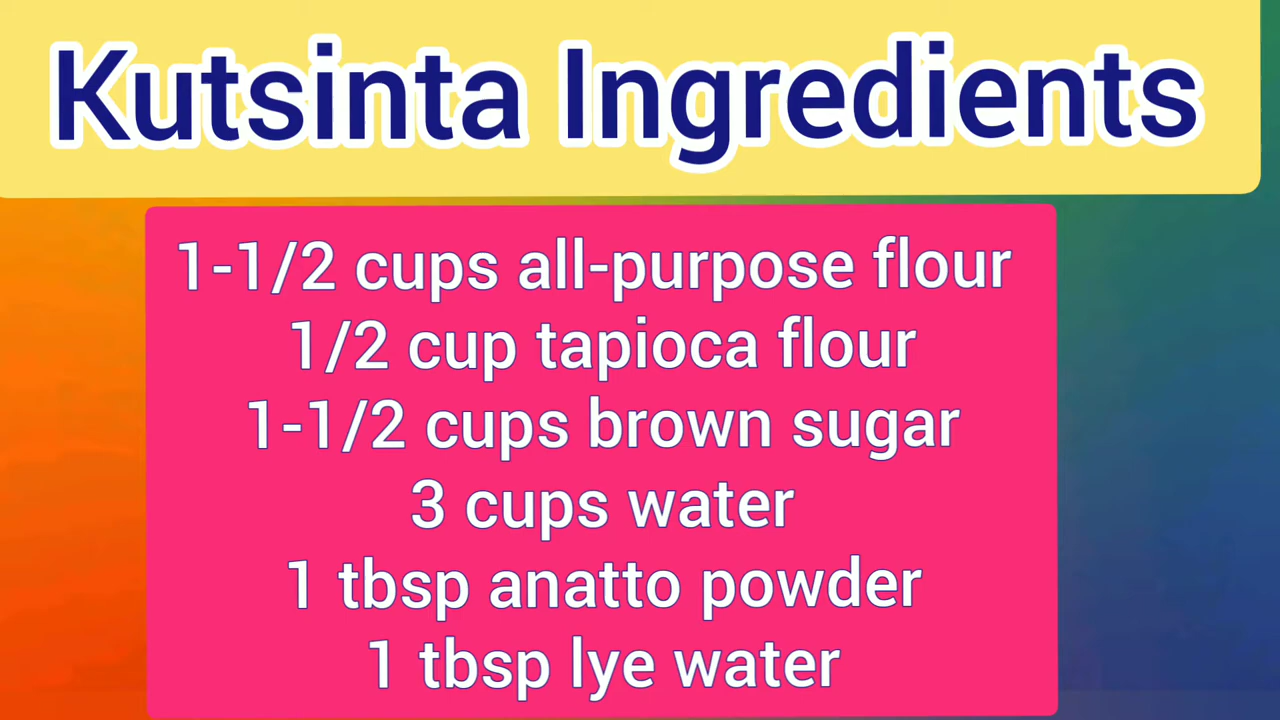 Kutsinta Ingredients
1-1/2 cups all-purpose flour
1/2 cup tapioca flour
1-1/2 cups brown sugar
3 cups water
1 tbsp anatto powder
1 tbsp lye water